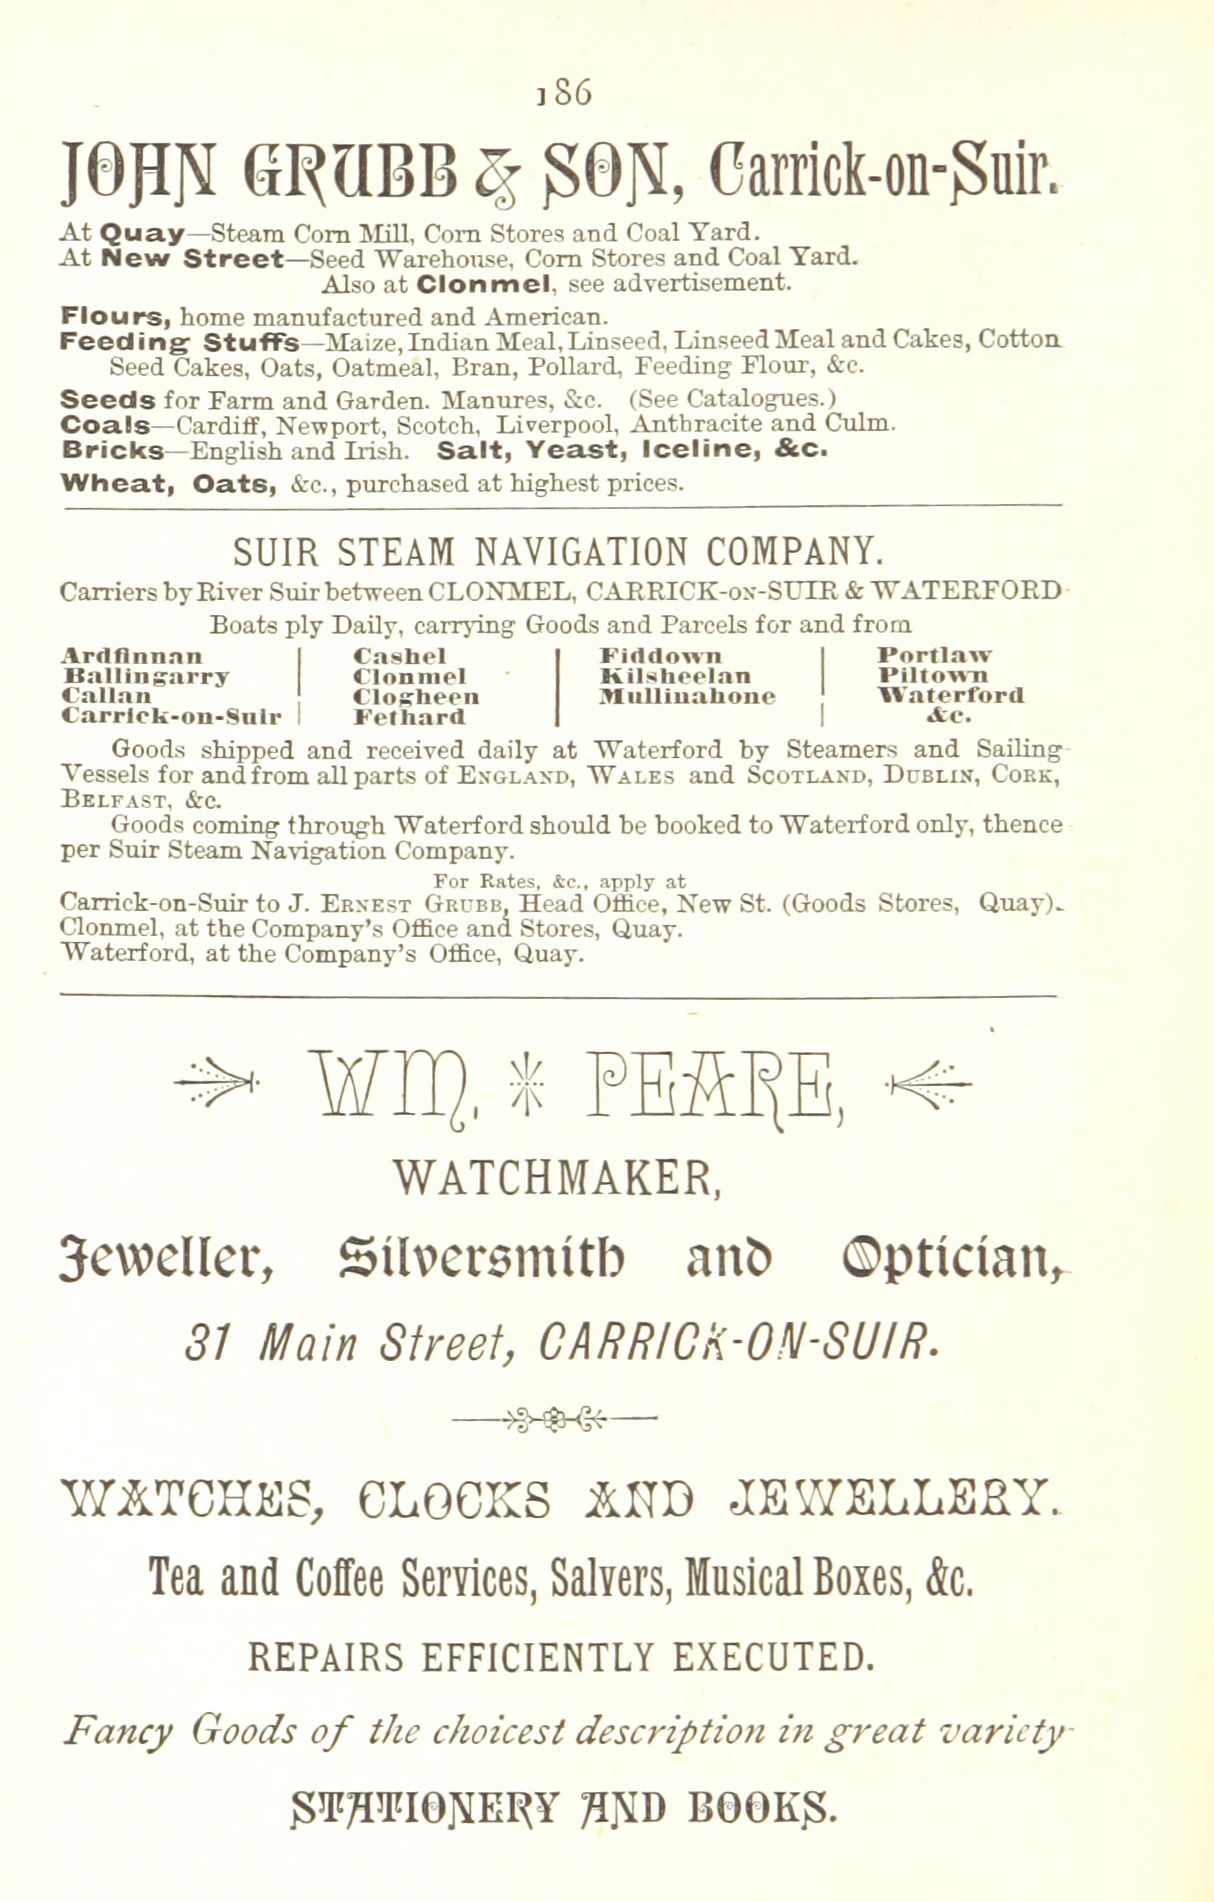 186
JOHN GRUBB & SON, Carrick-on-Suir.
At Quay—Steam Corn Mill, Corn Stores and Coal Yard.
At New Street—Seed Warehouse, Corn Stores and Coal Yard.
Also at Clonmel, see advertisement.
Flours, home manufactured and American.
Feeding Stuffs—Maize, Indian Meal, Linseed, Linseed Meal and Cakes, Cotton
Seed Cakes, Oats, Oatmeal, Bran, Pollard, Feeding Flour, &c.
Seeds for Farm and Garden. Manures, &c. (See Catalogues.)
Coals—Cardiff, Newport, Scotch, Liverpool, Anthracite and Culm.
Bricks—English and Irish. Salt, Yeast, Iceline, &c.
Wheat, Oats, &c., purchased at highest prices.
SUIR STEAM NAVIGATION COMPANY.
Carriers by River Suir between CLONMEL, CARRICK-ON-SUIR & WATERFORD
Boats ply Daily, carrying Goods and Parcels for and from
Ardfinnan Cashel Fiddown Portlaw
Ballingarry Clonmel Kilsheelan Piltown
Callan Clogheen Mullinahone Waterford
Carrick-on-Suir Fethard &c.
Goods shipped and received daily at Waterford by Steamers and Sailing
Vessels for and from all parts of ENGLAND, WALES and SCOTLAND, DUBLIN, CORK,
BELFAST, &c.
Goods coming through Waterford should be booked to Waterford only, thence
per Suir Steam Navigation Company.
For Rates, &c., apply at
Carrick-on-Suir to J. ERNEST GRUBB, Head Office, New St. (Goods Stores, Quay).
Clonmel, at the Company's Office and Stores, Quay.
Waterford, at the Company's Office, Quay.
WM. PEARE,
WATCHMAKER,
Jeweller, Silversmith and Optician,
31 Main Street, CARRICK-ON-SUIR.
WATCHES, CLOCKS AND JEWELLERY.
Tea and Coffee Services, Salvers, Musical Boxes, &c.
REPAIRS EFFICIENTLY EXECUTED.
Fancy Goods of the choicest description in great variety
STATIONERY AND BOOKS.